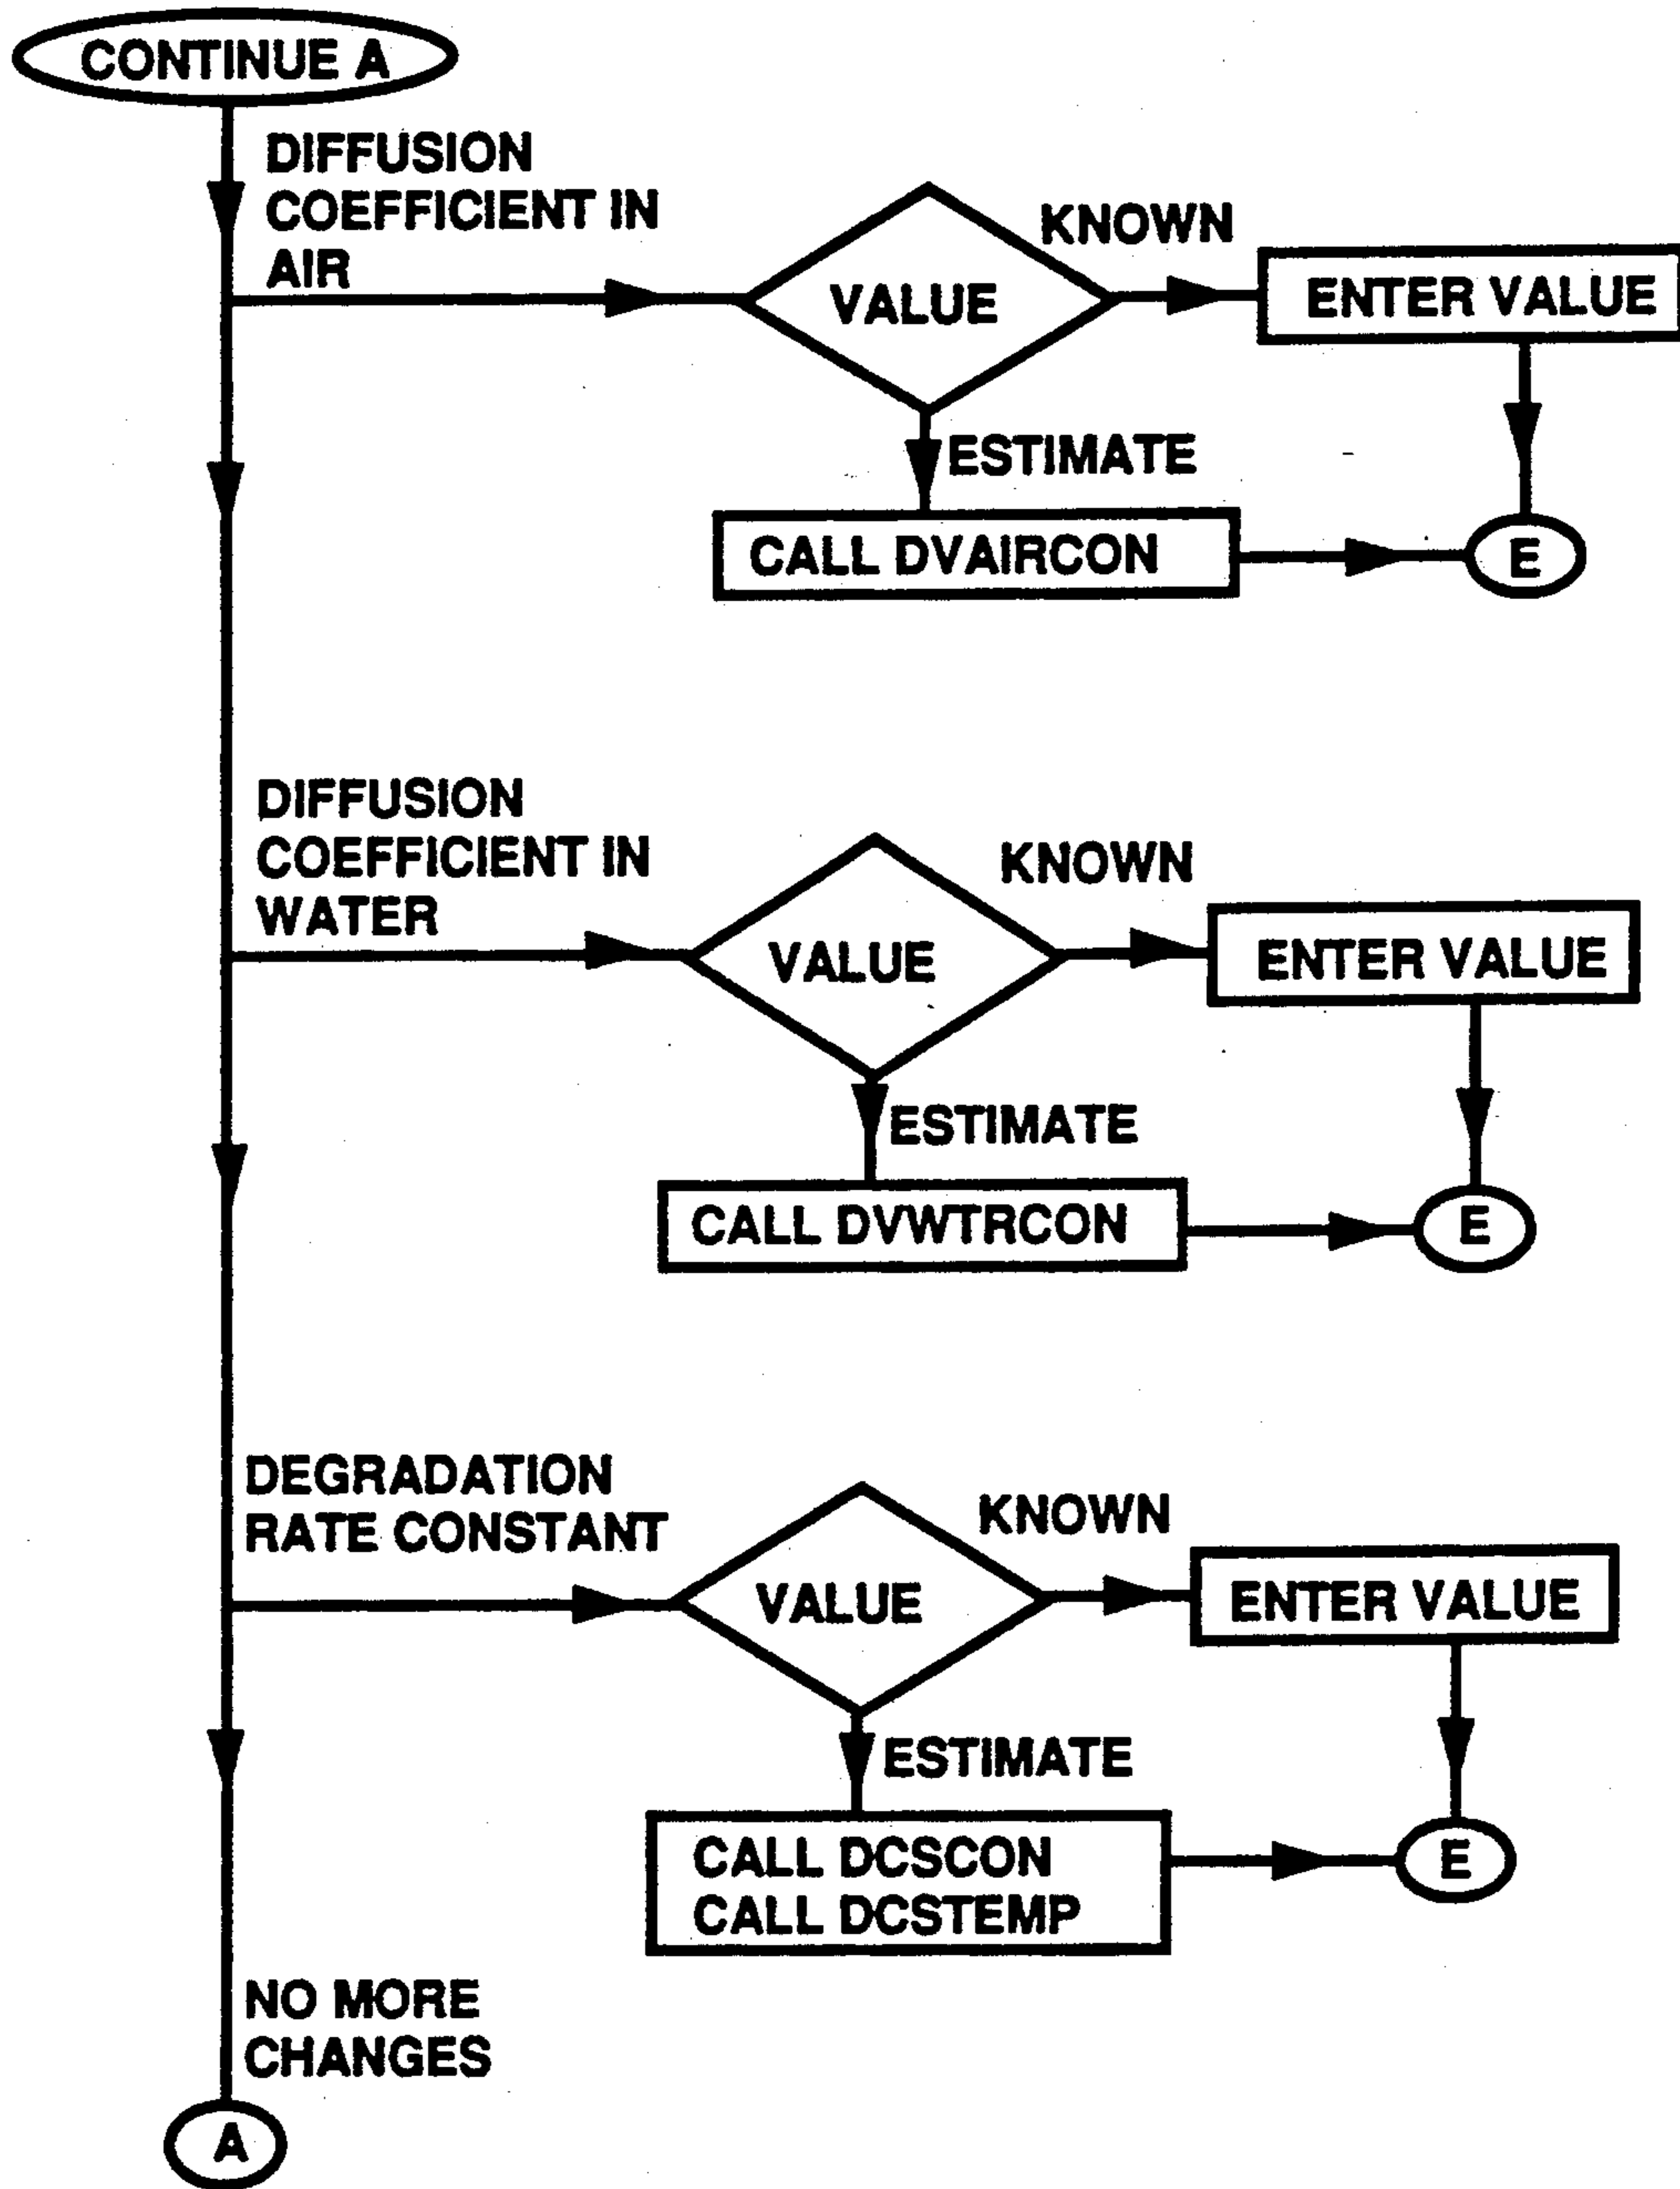 CONTINUE A
DIFFUSION
COEFFICIENT IN
AIR
VALUE
KNOWN
ENTER VALUE
ESTIMATE
CALL DVAIRCON
E
DIFFUSION
COEFFICIENT IN
WATER
VALUE
KNOWN
ENTER VALUE
ESTIMATE
CALL DVWTRCON
E
DEGRADATION
RATE CONSTANT
VALUE
KNOWN
ENTER VALUE
ESTIMATE
CALL DCSCON
CALL DCSTEMP
E
NO MORE
CHANGES
A